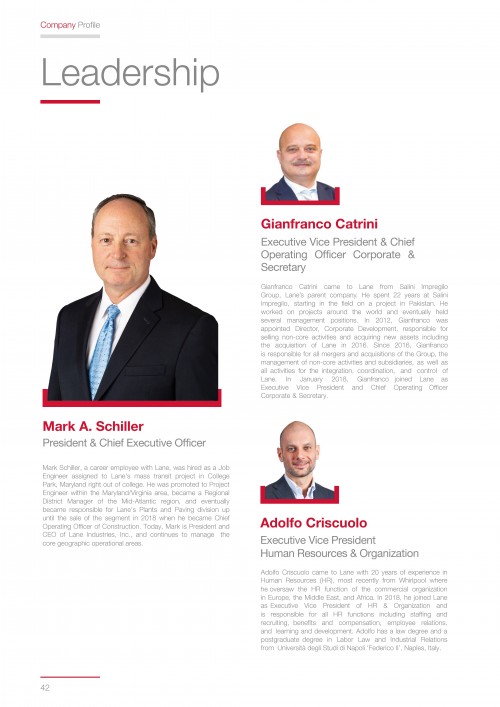 Company Profile
Leadership
Mark A. Schiller
President & Chief Executive Officer
Mark Schiller, a career employee with Lane, was hired as a Job
Engineer assigned to Lane's mass transit project in College
Park, Maryland right out of college. He was promoted to Project
Engineer within the Maryland/Virginia area, became a Regional
District Manager of the Mid-Atlantic region, and eventually
became responsible for Lane's Plants and Paving division up
until the sale of the segment in 2018 when he became Chief
Operating Officer of Construction. Today, Mark is President and
CEO of Lane Industries, Inc., and continues to manage the
core geographic operational areas.
Gianfranco Catrini
Executive Vice President & Chief
Operating Officer Corporate &
Secretary
Gianfranco Catrini came to Lane from Salini Impregilo
Group, Lane's parent company. He spent 22 years at Salini
Impregilo, starting in the field on a project in Pakistan. He
worked on projects around the world and eventually held
several management positions. In 2012, Gianfranco was
appointed Director, Corporate Development, responsible for
selling non-core activities and acquiring new assets including
the acquisition of Lane in 2016. Since 2016, Gianfranco
is responsible for all mergers and acquisitions of the Group, the
management of non-core activities and subsidiaries, as well as
all activities for the integration, coordination, and control of
Lane. In January 2018, Gianfranco joined Lane as
Executive Vice President and Chief Operating Officer
Corporate & Secretary.
Adolfo Criscuolo
Executive Vice President
Human Resources & Organization
Adolfo Criscuolo came to Lane with 20 years of experience in
Human Resources (HR), most recently from Whirlpool where
he oversaw the HR function of the commercial organization
in Europe, the Middle East, and Africa. In 2018, he joined Lane
as Executive Vice President of HR & Organization and
is responsible for all HR functions including staffing and
recruiting, benefits and compensation, employee relations,
and learning and development. Adolfo has a law degree and a
postgraduate degree in Labor Law and Industrial Relations
from Università degli Studi di Napoli 'Federico II', Naples, Italy.
42